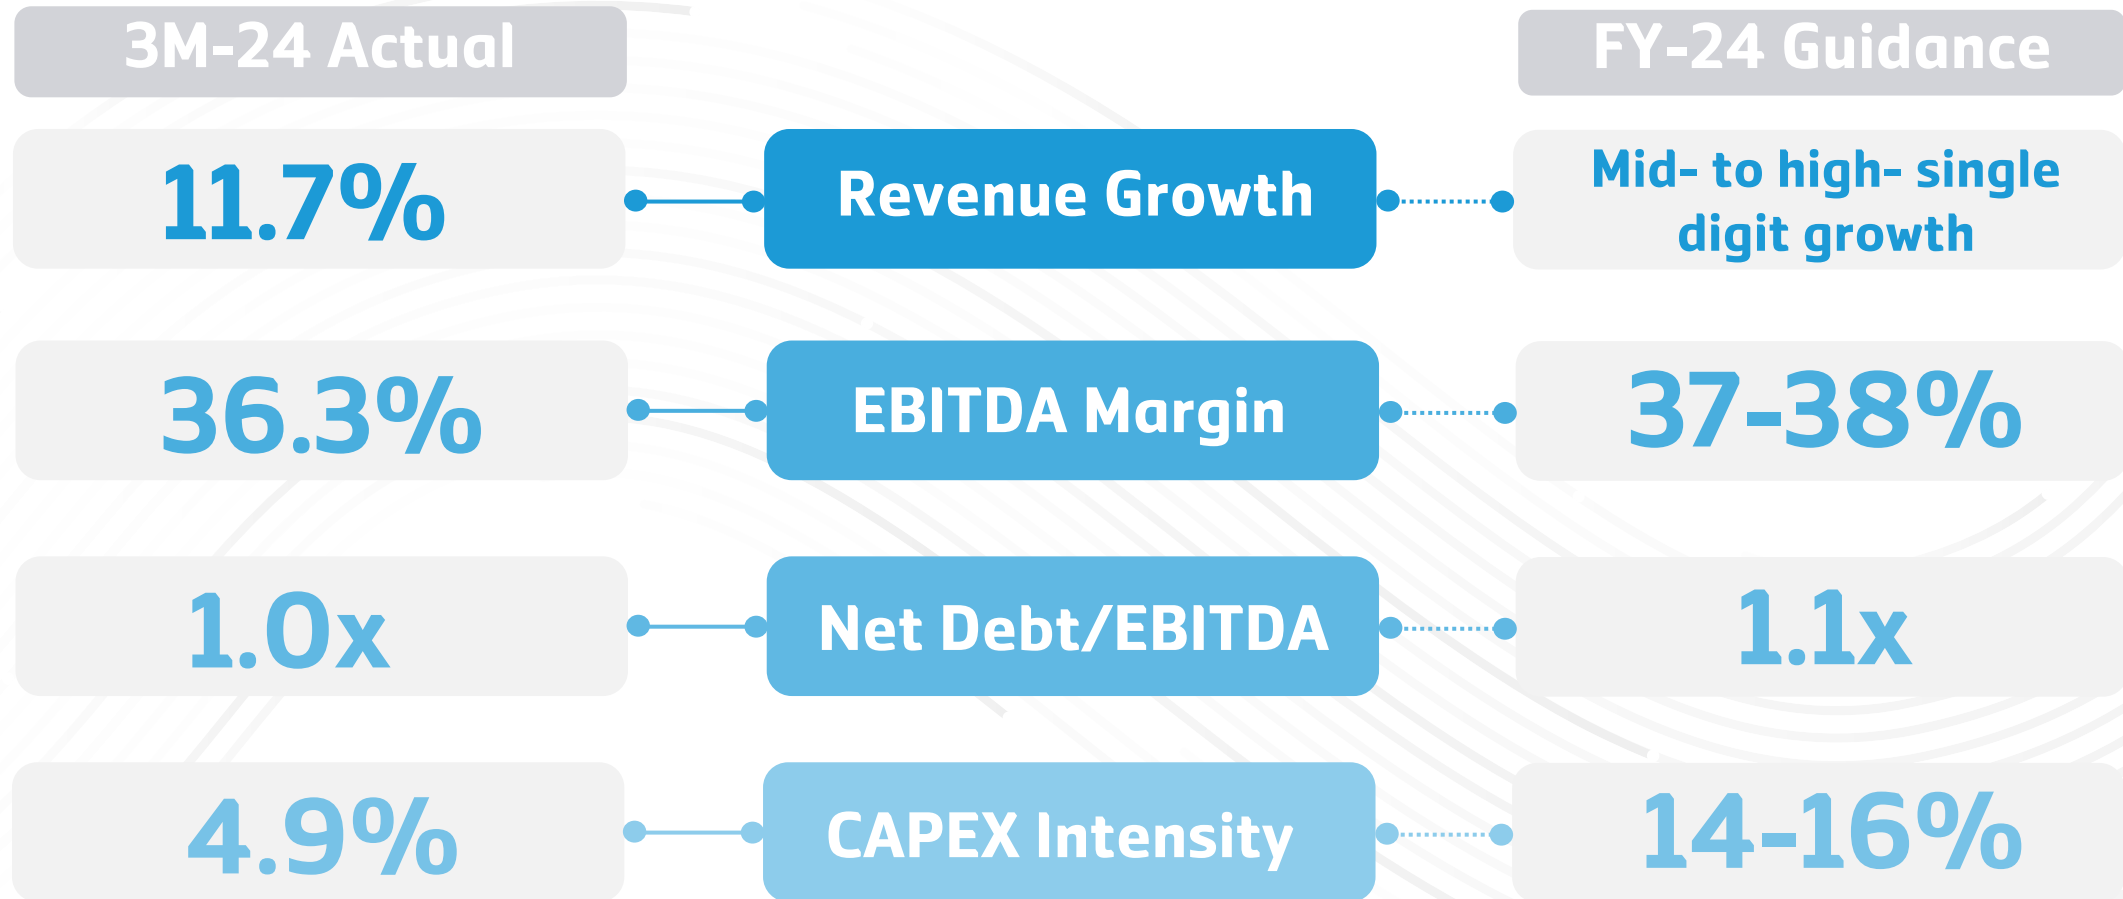 3M-24 Actual
FY-24 Guidance
11.7%
Revenue Growth
Mid- to high- single
digit growth
36.3%
EBITDA Margin
37-38%
1.0x
Net Debt/EBITDA
1.1x
4.9%
CAPEX Intensity
14-16%